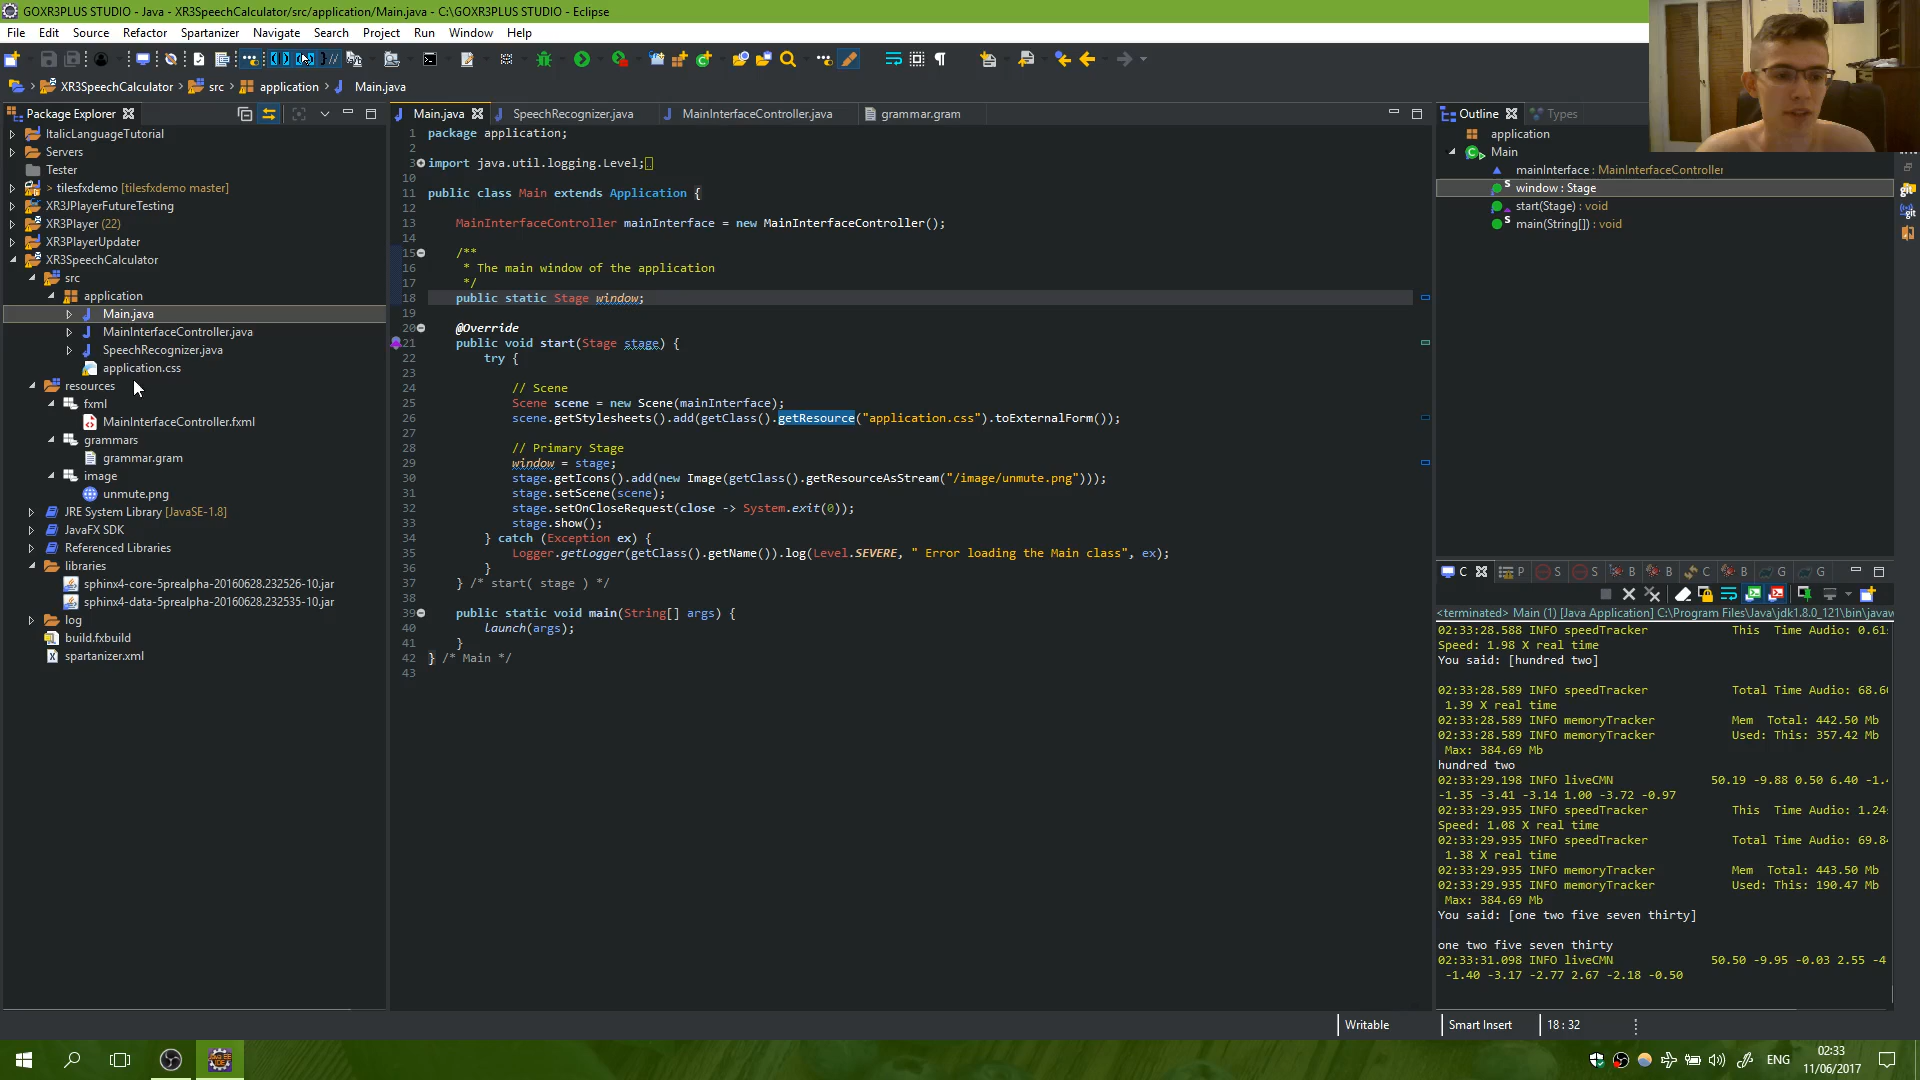 GOXR3PLUS STUDIO - Java - XR3SpeechCalculator/src/application/Main.java - C:\GOXR3PLUS STUDIO - Eclipse
File Edit Source Refactor Spartanizer Navigate Search Project Run Window Help
XR3SpeechCalculator src application Main.java
Package Explorer
ItalicLanguageTutorial
Servers
Tester
> tilesfxdemo [tilesfxdemo master]
XR3JPlayerFutureTesting
XR3Player (22)
XR3PlayerUpdater
XR3SpeechCalculator
src
application
Main.java
MainInterfaceController.java
SpeechRecognizer.java
application.css
resources
fxml
MainInterfaceController.fxml
grammars
grammar.gram
image
unmute.png
JRE System Library [JavaSE-1.8]
JavaFX SDK
Referenced Libraries
libraries
sphinx4-core-5prealpha-20160628.232526-10.jar
sphinx4-data-5prealpha-20160628.232535-10.jar
log
build.fxbuild
spartanizer.xml
Main.java SpeechRecognizer.java MainInterfaceController.java grammar.gram
1 package application;
2
3 import java.util.logging.Level;
10
11 public class Main extends Application {
12
13 MainInterfaceController mainInterface = new MainInterfaceController();
14
15 /**
16 * The main window of the application
17 */
18 public static Stage window;
19
20 @Override
21 public void start(Stage stage) {
22 try {
23
24 // Scene
25 Scene scene = new Scene(mainInterface);
26 scene.getStylesheets().add(getClass().getResource("application.css").toExternalForm());
27
28 // Primary Stage
29 window = stage;
30 stage.getIcons().add(new Image(getClass().getResourceAsStream("/image/unmute.png")));
31 stage.setScene(scene);
32 stage.setOnCloseRequest(close -> System.exit(0));
33 stage.show();
34 } catch (Exception ex) {
35 Logger.getLogger(getClass().getName()).log(Level.SEVERE, " Error loading the Main class", ex);
36 }
37 } /* start( stage ) */
38
39 public static void main(String[] args) {
40 launch(args);
41 }
42 } /* Main */
43
Outline Types
application
Main
mainInterface : MainInterfaceController
window : Stage
start(Stage) : void
main(String[]) : void
C P S S B B C B G G
<terminated> Main (1) [Java Application] C:\Program Files\Java\jdk1.8.0_121\bin\javaw
02:33:28.588 INFO speedTracker This Time Audio: 0.61
Speed: 1.98 X real time
You said: [hundred two]
02:33:28.589 INFO speedTracker Total Time Audio: 68.6
1.39 X real time
02:33:28.589 INFO memoryTracker Mem Total: 442.50 Mb
02:33:28.589 INFO memoryTracker Used: This: 357.42 Mb
Max: 384.69 Mb
hundred two
02:33:29.198 INFO liveCMN 50.19 -9.88 0.50 6.40 -1.
-1.35 -3.41 -3.14 1.00 -3.72 -0.97
02:33:29.935 INFO speedTracker This Time Audio: 1.24
Speed: 1.08 X real time
02:33:29.935 INFO speedTracker Total Time Audio: 69.8
1.38 X real time
02:33:29.935 INFO memoryTracker Mem Total: 443.50 Mb
02:33:29.935 INFO memoryTracker Used: This: 190.47 Mb
Max: 384.69 Mb
You said: [one two five seven thirty]
one two five seven thirty
02:33:31.098 INFO liveCMN 50.50 -9.95 -0.03 2.55 -4
-1.40 -3.17 -2.77 2.67 -2.18 -0.50
Writable Smart Insert 18 : 32
ENG
02:33
11/06/2017